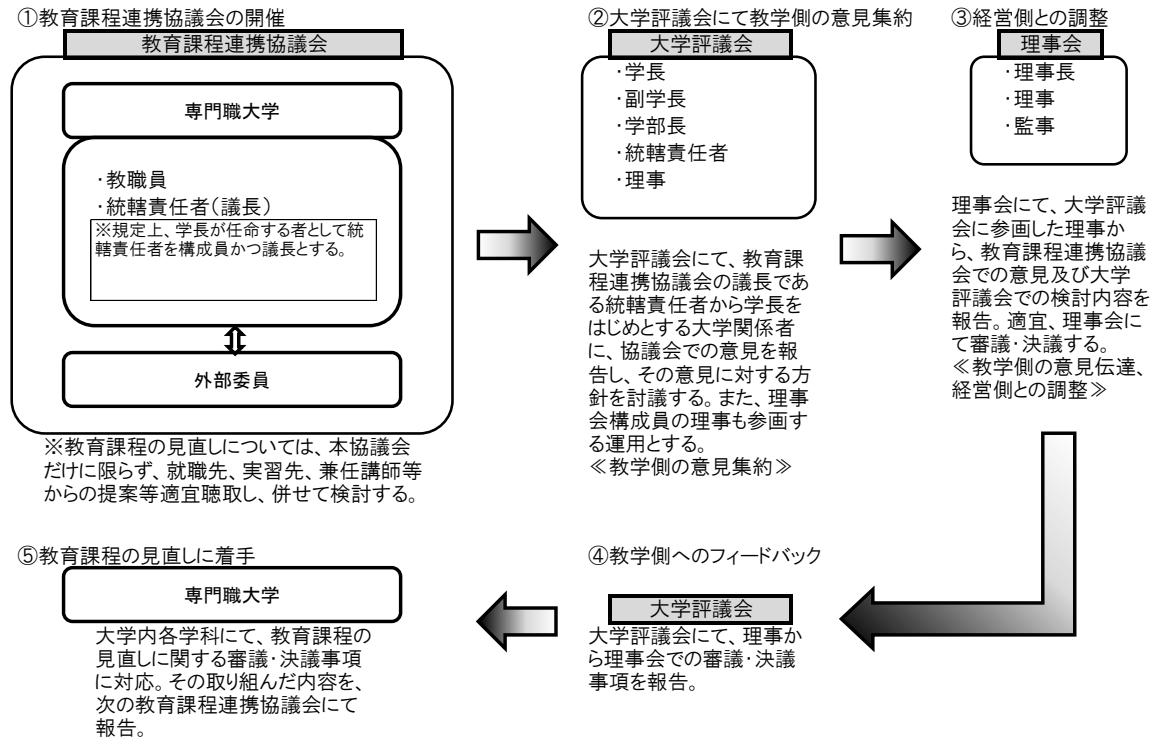 ①教育課程連携協議会の開催
教育課程連携協議会
専門職大学
・教職員
・統轄責任者(議長)
※規定上、学長が任命する者として統
轄責任者を構成員かつ議長とする。
外部委員
※教育課程の見直しについては、本協議会
だけに限らず、就職先、実習先、兼任講師等
からの提案等適宜聴取し、併せて検討する。
②大学評議会にて教学側の意見集約
大学評議会
・学長
・副学長
・学部長
・統轄責任者
・理事
大学評議会にて、教育課
程連携協議会の議長であ
る統轄責任者から学長を
はじめとする大学関係者
に、協議会での意見を報
告し、その意見に対する方
針を討議する。また、理事
会構成員の理事も参画す
る運用とする。
≪教学側の意見集約≫
③経営側との調整
理事会
・理事長
・理事
・監事
理事会にて、大学評議
会に参画した理事か
ら、教育課程連携協議
会での意見及び大学
評議会での検討内容を
報告。適宜、理事会に
て審議・決議する。
≪教学側の意見伝達、
経営側との調整≫
④教学側へのフィードバック
大学評議会
大学評議会にて、理事か
ら理事会での審議・決議
事項を報告。
⑤教育課程の見直しに着手
専門職大学
大学内各学科にて、教育課程の
見直しに関する審議・決議事項
に対応。その取り組んだ内容を、
次の教育課程連携協議会にて
報告。